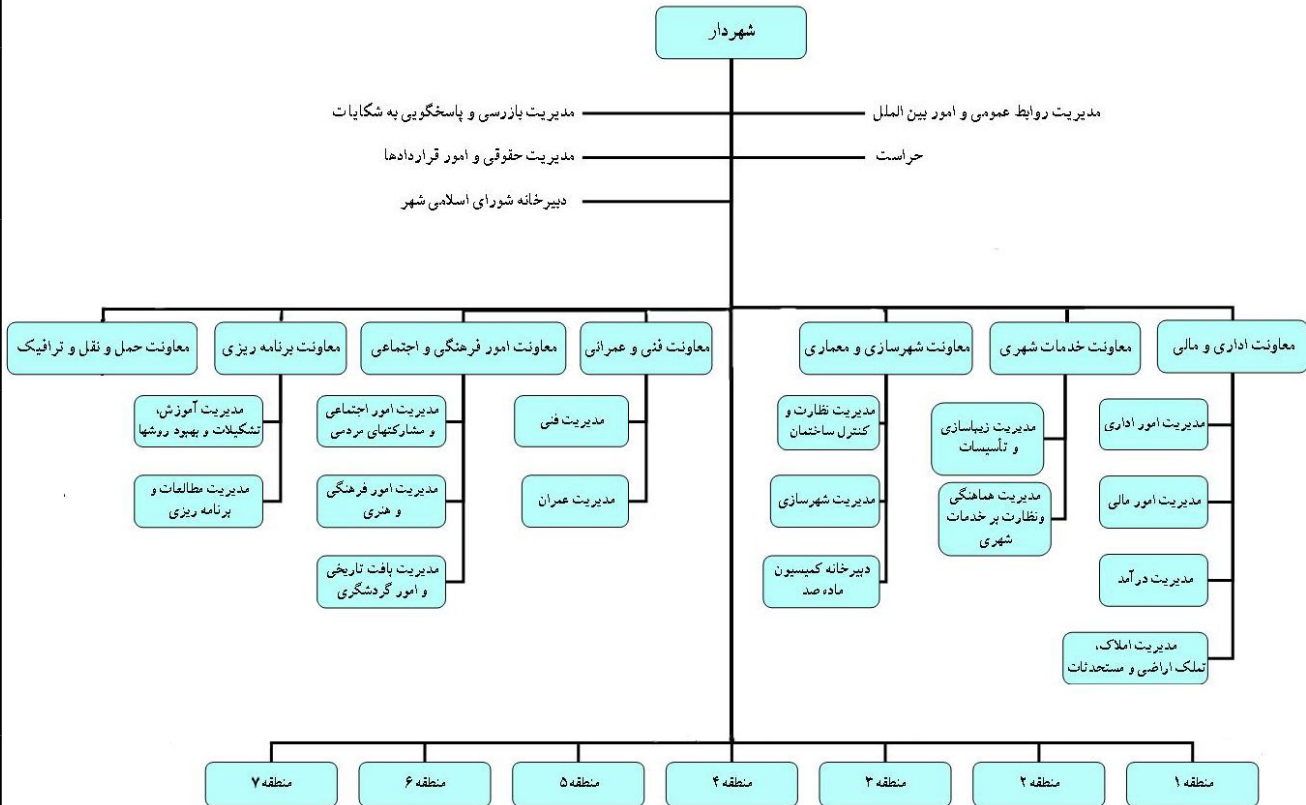 شهردار
مدیریت روابط عمومی و امور بین الملل
مدیریت بازرسی و پاسخگویی به شکایات
حراست
مدیریت حقوقی و امور قراردادها
دبیرخانه شورای اسلامی شهر
معاونت اداری و مالی
معاونت خدمات شهری
معاونت شهرسازی و معماری
معاونت فنی و عمرانی
معاونت امور فرهنگی و اجتماعی
معاونت برنامه ریزی
معاونت حمل و نقل و ترافیک
مدیریت امور اداری
مدیریت امور مالی
مدیریت درآمد
مدیریت املاک،
تملک اراضی و مستحدثات
مدیریت زیباسازی
و تأسیسات
مدیریت هماهنگی
ونظارت بر خدمات
شهری
مدیریت نظارت و
کنترل ساختمان
مدیریت شهرسازی
دبیرخانه کمیسیون
ماده صد
مدیریت فنی
مدیریت عمران
مدیریت امور اجتماعی
و مشارکتهای مردمی
مدیریت امور فرهنگی
و هنری
مدیریت بافت تاریخی
و امور گردشگری
مدیریت آموزش،
تشکیلات و بهبود روشها
مدیریت مطالعات و
برنامه ریزی
منطقه ۱
منطقه ۲
منطقه ۳
منطقه ۴
منطقه ۵
منطقه ۶
منطقه ۷